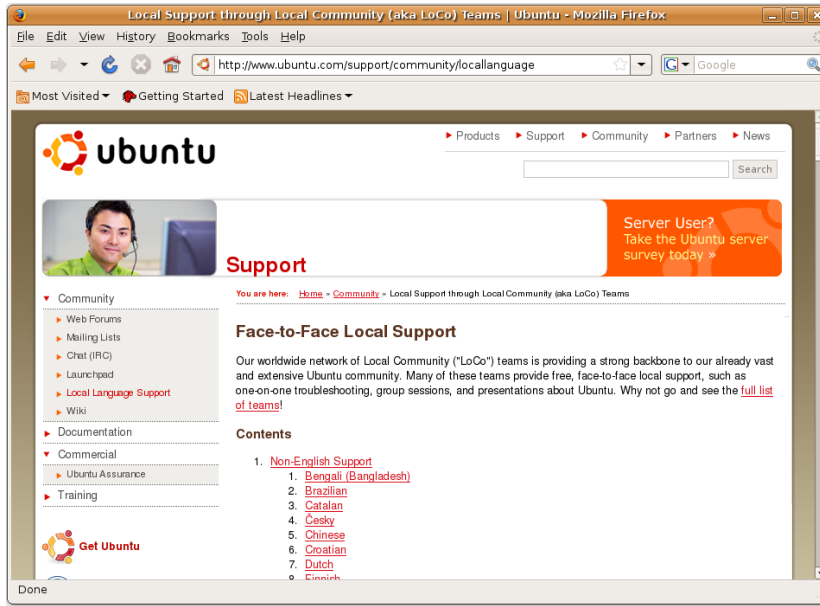 Local Support through Local Community (aka LoCo) Teams | Ubuntu - Mozilla Firefox
File Edit View History Bookmarks Tools Help
http://www.ubuntu.com/support/community/locallanguage
G Google
Most Visited Getting Started Latest Headlines
ubuntu
Products Support Community Partners News
Search
Support
Server User?
Take the Ubuntu server
survey today »
Community
Web Forums
Mailing Lists
Chat (IRC)
Launchpad
Local Language Support
Wiki
Documentation
Commercial
Ubuntu Assurance
Training
Get Ubuntu
You are here: Home » Community » Local Support through Local Community (aka LoCo) Teams
Face-to-Face Local Support
Our worldwide network of Local Community ("LoCo") teams is providing a strong backbone to our already vast
and extensive Ubuntu community. Many of these teams provide free, face-to-face local support, such as
one-on-one troubleshooting, group sessions, and presentations about Ubuntu. Why not go and see the full list
of teams!
Contents
1. Non-English Support
1. Bengali (Bangladesh)
2. Brazilian
3. Catalan
4. Česky
5. Chinese
6. Croatian
7. Dutch
8. Finnish
Done